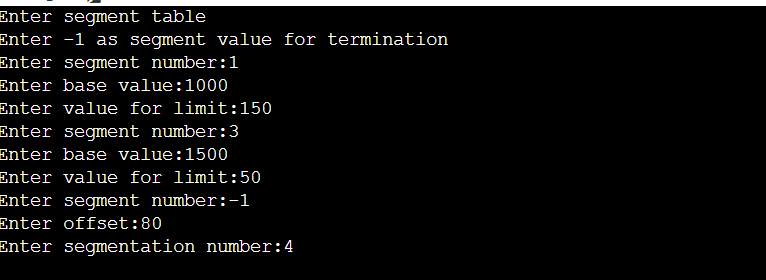 Enter segment table
Enter -1 as segment value for termination
Enter segment number:1
Enter base value:1000
Enter value for limit:150
Enter segment number:3
Enter base value:1500
Enter value for limit:50
Enter segment number:-1
Enter offset:80
Enter segmentation number:4